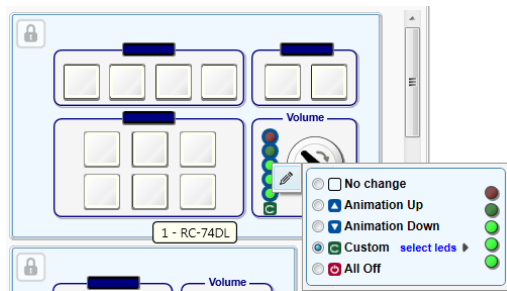 Volume
1 - RC-74DL
No change
Animation Up
Animation Down
Custom select leds
All Off
Volume